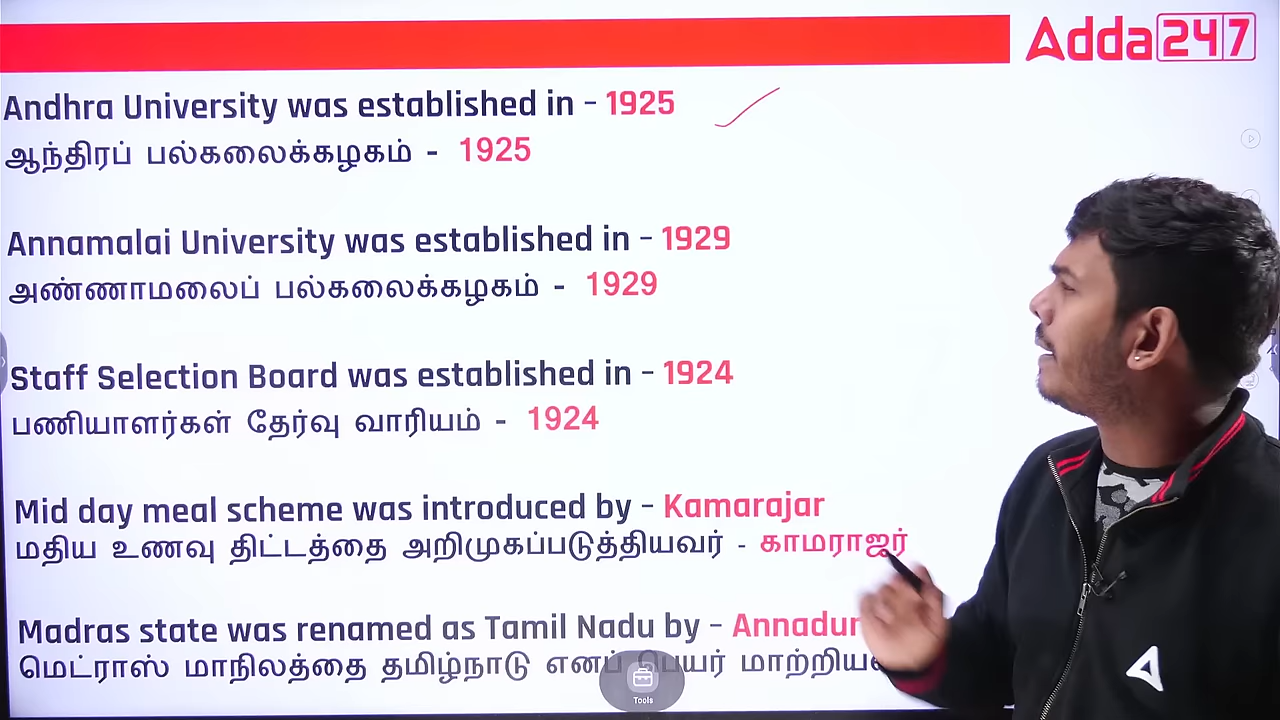 Adda247
Andhra University was established in - 1925
ஆந்திரப் பல்கலைக்கழகம் - 1925
Annamalai University was established in - 1929
அண்ணாமலைப் பல்கலைக்கழகம் - 1929
Staff Selection Board was established in - 1924
பணியாளர்கள் தேர்வு வாரியம் - 1924
Mid day meal scheme was introduced by - Kamarajar
மதிய உணவு திட்டத்தை அறிமுகப்படுத்தியவர் - காமராஜர்
Madras state was renamed as Tamil Nadu by -
மெட்ராஸ் மாநிலத்தை தமிழ்நாடு எனப் பெயர்
Tools